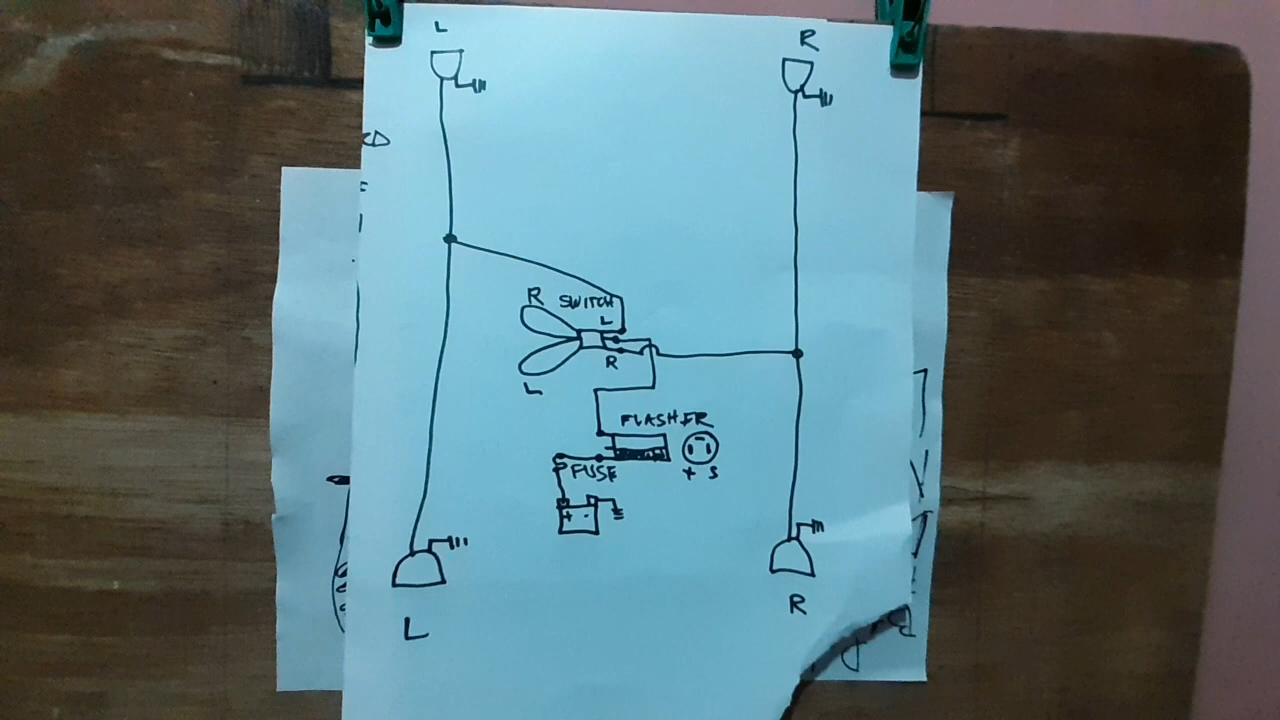 L R
R SWITCH
L
R
L
FLASHER
FUSE + S
+ -
L R